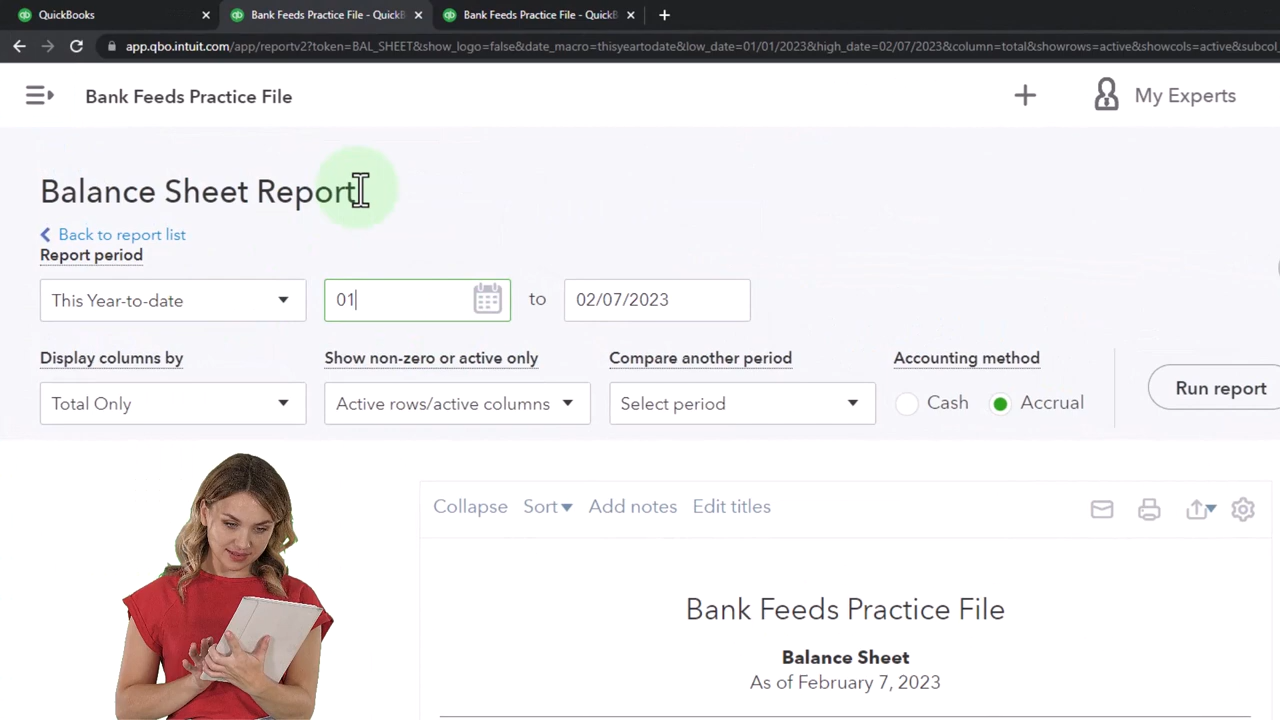 QuickBooks
Bank Feeds Practice File - QuickB
Bank Feeds Practice File - QuickB
app.qbo.intuit.com/app/reportv2?token=BAL_SHEET&show_logo=false&date_macro=thisyeartodate&low_date=01/01/2023&high_date=02/07/2023&column=total&showrows=active&showcols=active&subcol_
Bank Feeds Practice File
My Experts
Balance Sheet Report
Back to report list
Report period
This Year-to-date
01
to
02/07/2023
Display columns by
Show non-zero or active only
Compare another period
Accounting method
Total Only
Active rows/active columns
Select period
Cash
Accrual
Run report
Collapse
Sort
Add notes
Edit titles
Bank Feeds Practice File
Balance Sheet
As of February 7, 2023